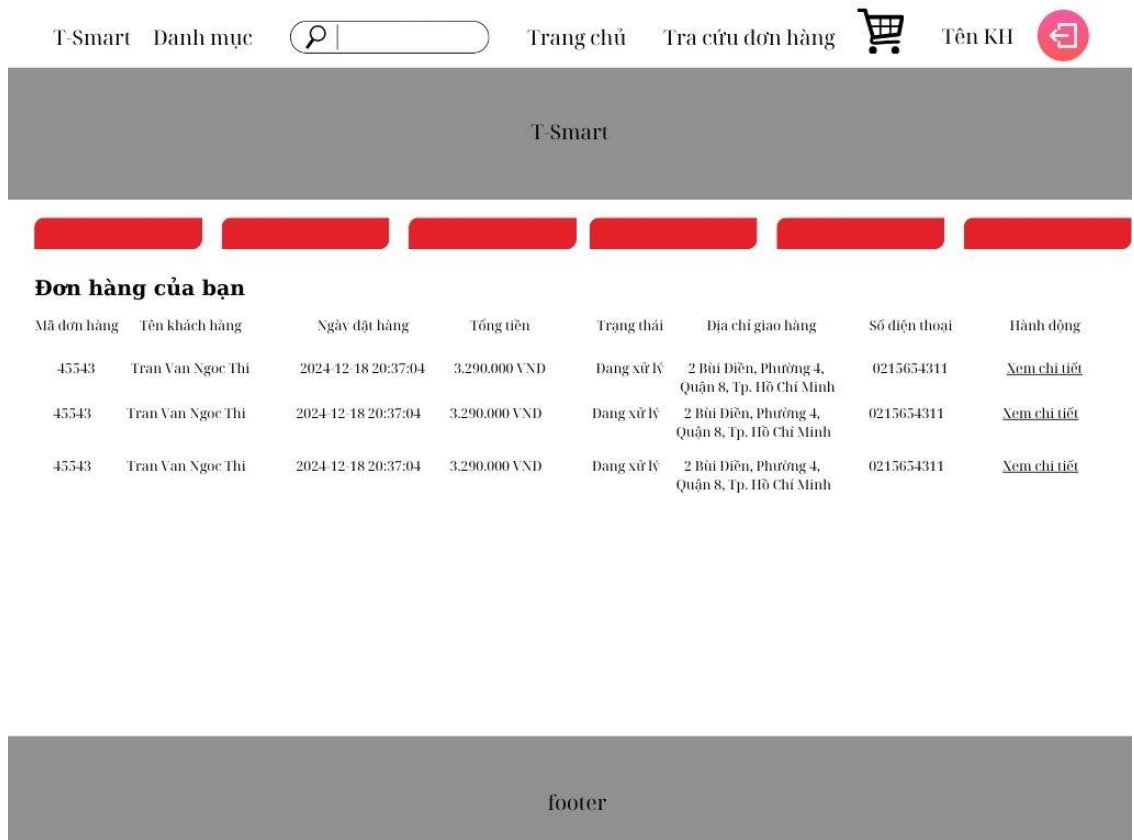 T-Smart Danh mục Trang chủ Tra cứu đơn hàng Tên KH
T-Smart
Đơn hàng của bạn
Mã đơn hàng Tên khách hàng Ngày đặt hàng Tổng tiền Trạng thái Địa chỉ giao hàng Số điện thoại Hành động
45543 Tran Van Ngoc Thi 2024-12-18 20:37:04 3.290.000 VND Đang xử lý 2 Bùi Điền, Phường 4, 0215654311 Xem chi tiết
Quận 8, Tp. Hồ Chí Minh
45543 Tran Van Ngoc Thi 2024-12-18 20:37:04 3.290.000 VND Đang xử lý 2 Bùi Điền, Phường 4, 0215654311 Xem chi tiết
Quận 8, Tp. Hồ Chí Minh
45543 Tran Van Ngoc Thi 2024-12-18 20:37:04 3.290.000 VND Đang xử lý 2 Bùi Điền, Phường 4, 0215654311 Xem chi tiết
Quận 8, Tp. Hồ Chí Minh
footer